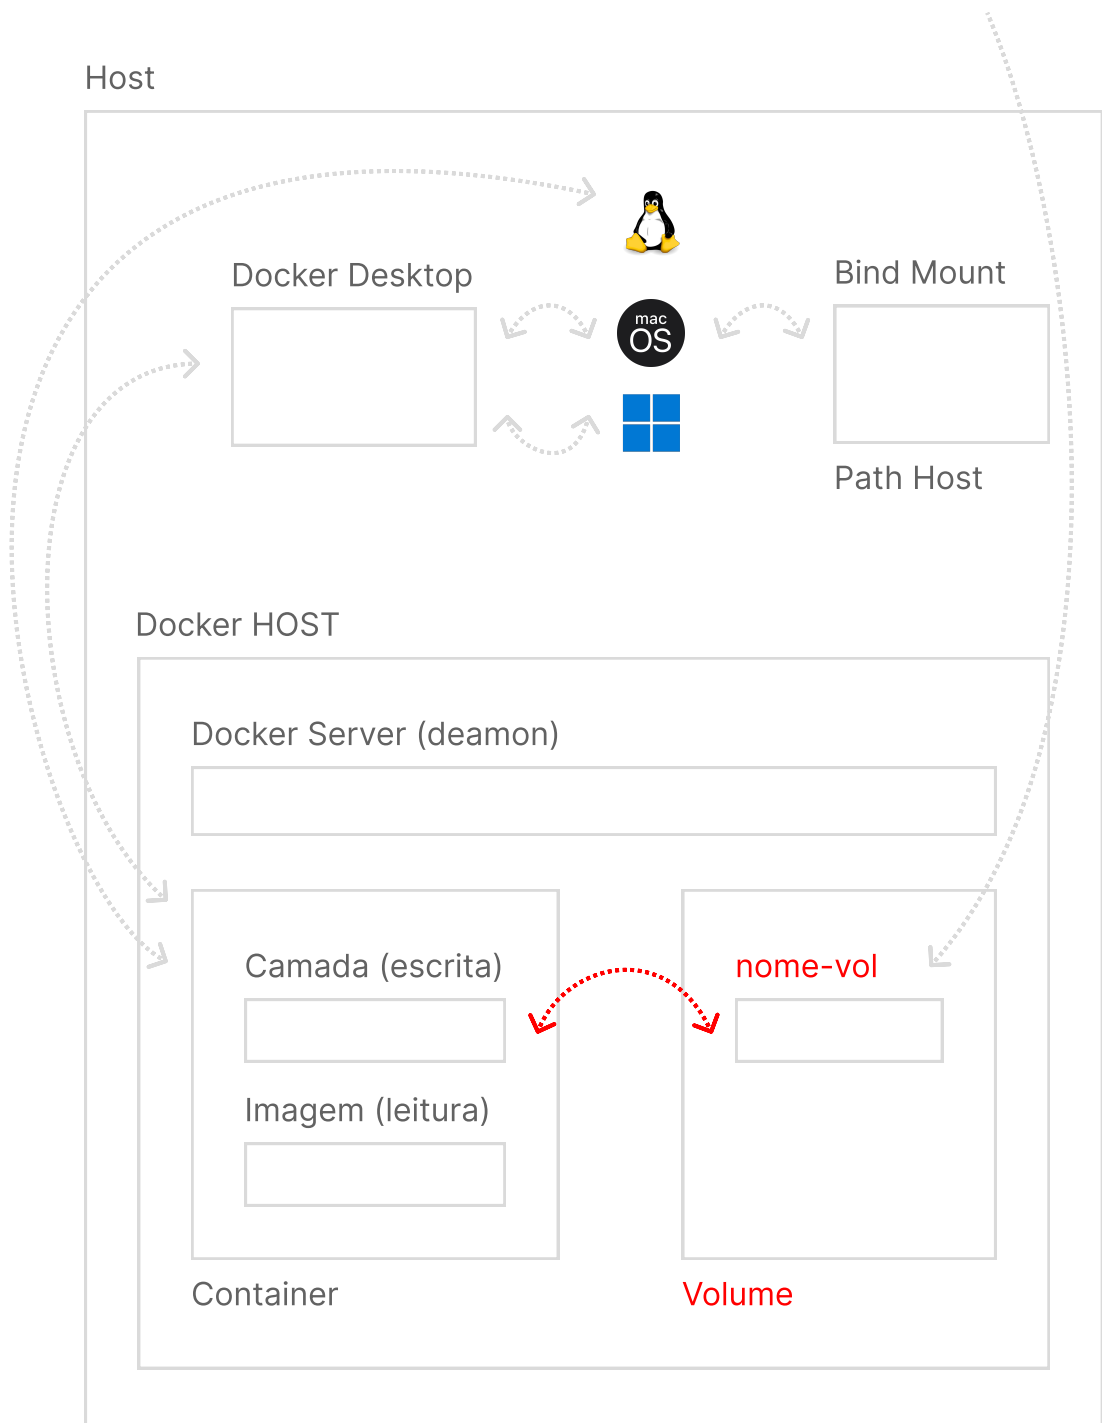 Host
Docker Desktop
mac
OS
Bind Mount
Path Host
Docker HOST
Docker Server (deamon)
Camada (escrita)
nome-vol
Imagem (leitura)
Container
Volume